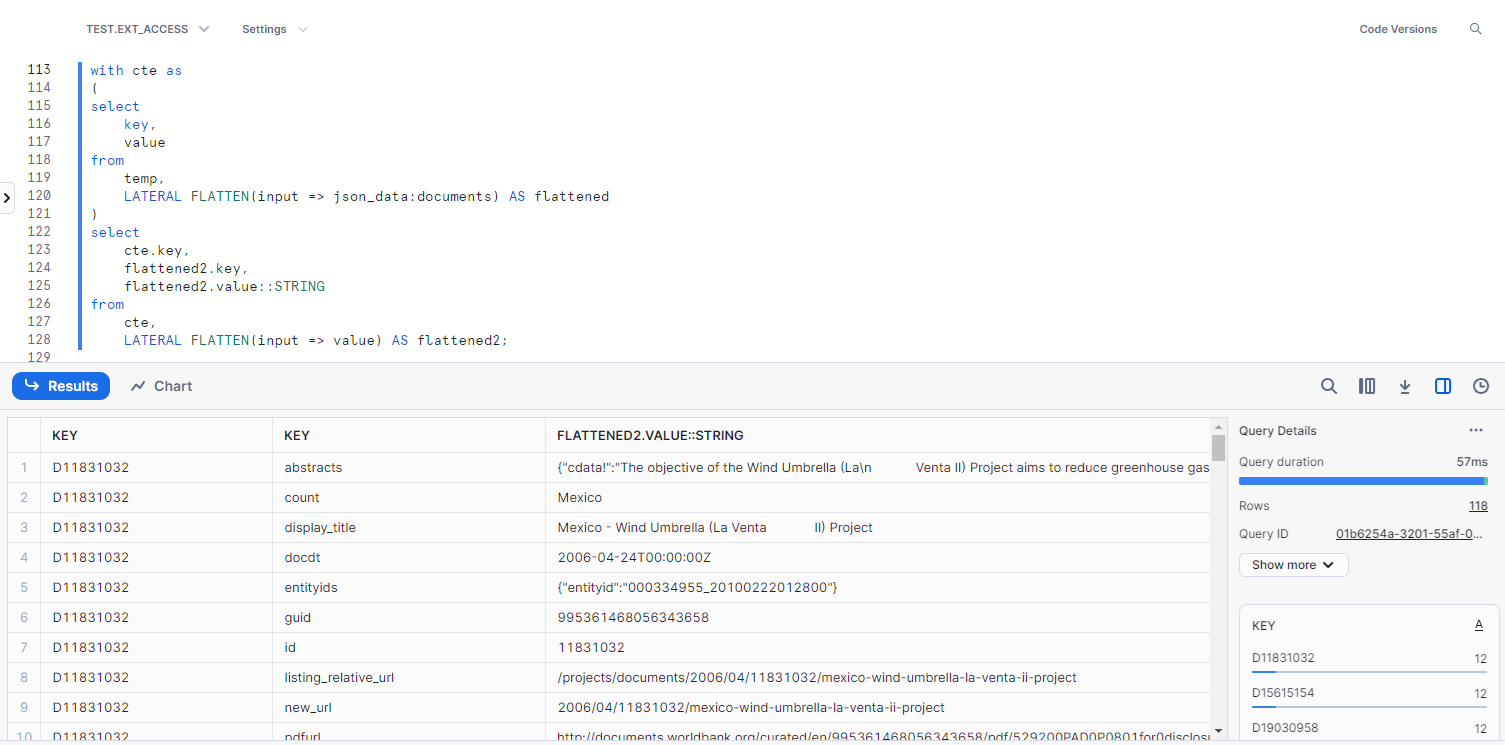 TEST.EXT_ACCESS Settings Code Versions
113 with cte as
114 (
115 select
116 key,
117 value
118 from
119 temp,
120 LATERAL FLATTEN(input => json_data:documents) AS flattened
121 )
122 select
123 cte.key,
124 flattened2.key,
125 flattened2.value::STRING
126 from
127 cte,
128 LATERAL FLATTEN(input => value) AS flattened2;
129
Results Chart
KEY KEY FLATTENED2.VALUE::STRING
1 D11831032 abstracts {"cdata!":"The objective of the Wind Umbrella (La\n Venta II) Project aims to reduce greenhouse gas
2 D11831032 count Mexico
3 D11831032 display_title Mexico - Wind Umbrella (La Venta II) Project
4 D11831032 docdt 2006-04-24T00:00:00Z
5 D11831032 entityids {"entityid":"000334955_20100222012800"}
6 D11831032 guid 995361468056343658
7 D11831032 id 11831032
8 D11831032 listing_relative_url /projects/documents/2006/04/11831032/mexico-wind-umbrella-la-venta-ii-project
9 D11831032 new_url 2006/04/11831032/mexico-wind-umbrella-la-venta-ii-project
10 D11831032 pdfurl http://documents.worldbank.org/curated/en/995361468056343658/pdf/529200PAD0P0801for0disclosu
Query Details ...
Query duration 57ms
Rows 118
Query ID 01b6254a-3201-55af-0...
Show more
KEY A
D11831032 12
D15615154 12
D19030958 12